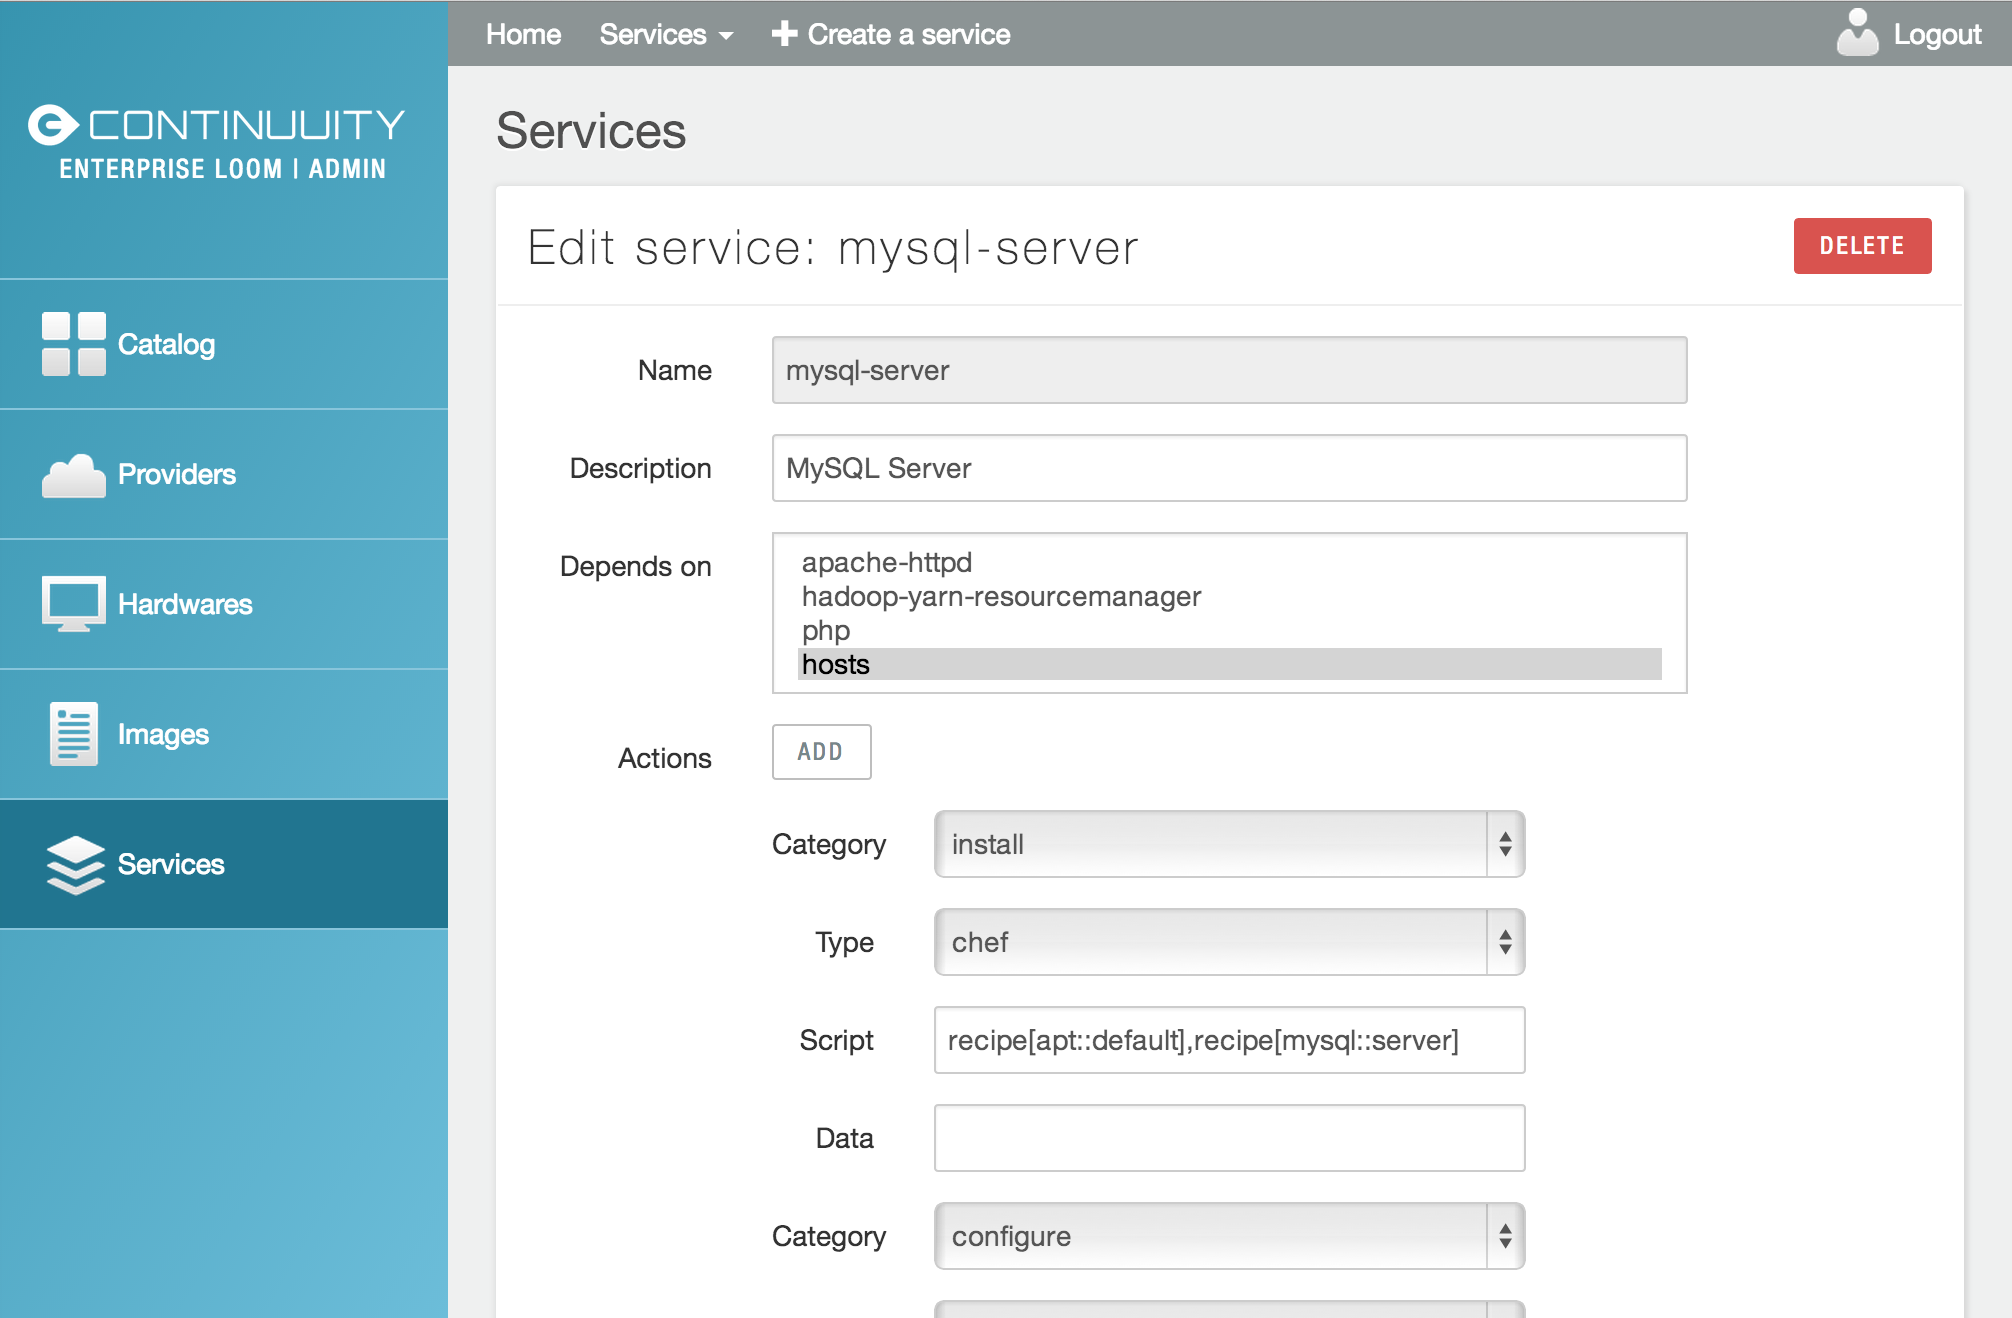 Home
Services
Create a service
Logout
CONTINUUITY
ENTERPRISE LOOM | ADMIN
Catalog
Providers
Hardwares
Images
Services
Services
Edit service: mysql-server
DELETE
Name
mysql-server
Description
MySQL Server
Depends on
apache-httpd
hadoop-yarn-resourcemanager
php
hosts
Actions
ADD
Category
install
Type
chef
Script
recipe[apt::default],recipe[mysql::server]
Data
Category
configure